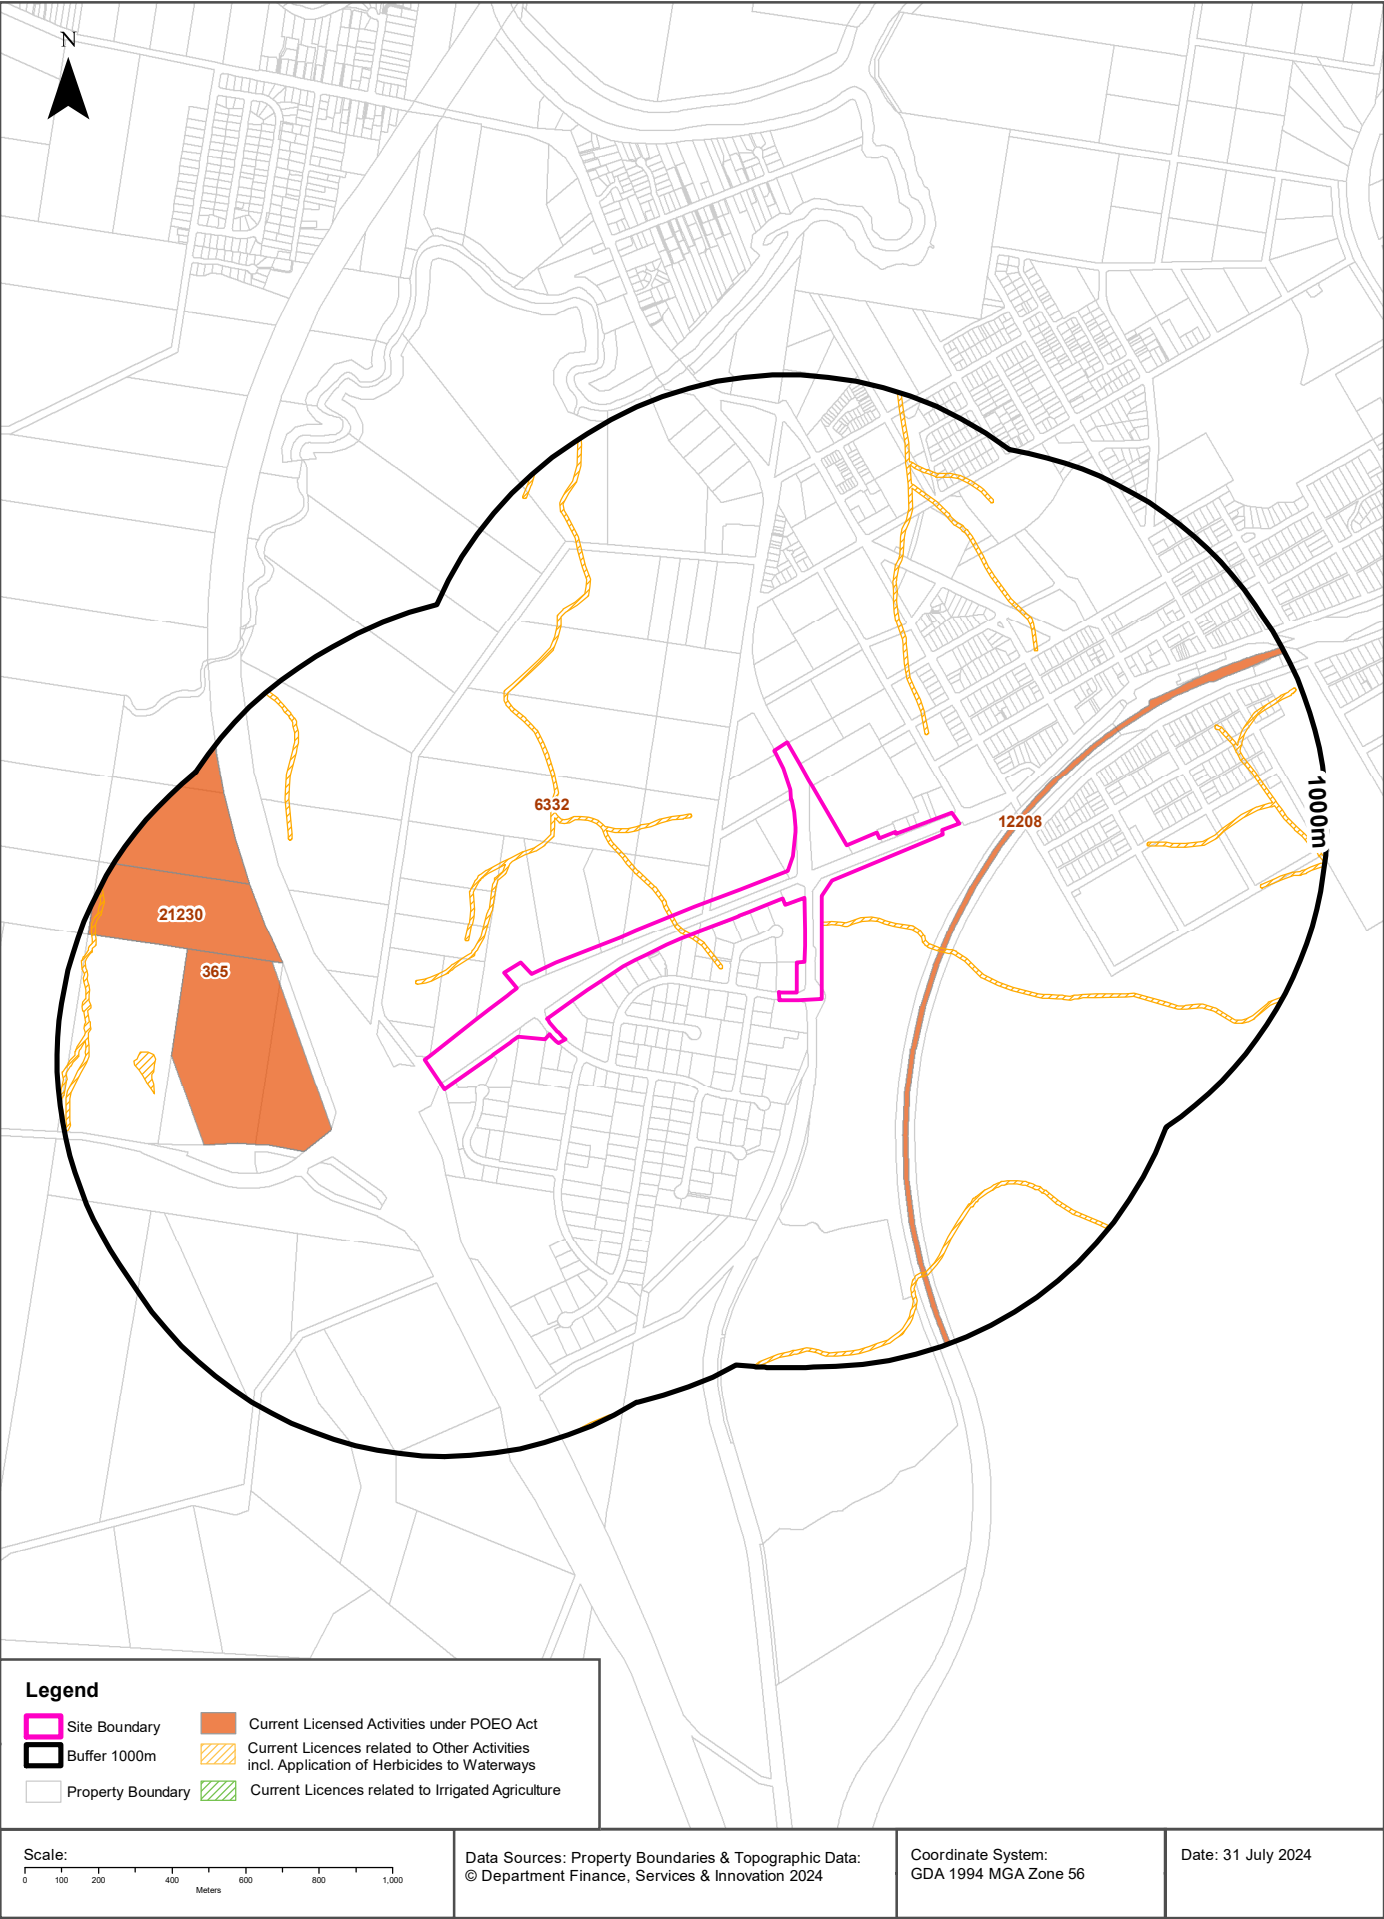 N
6332
12208
1000m
21230
365
Legend
Site Boundary
Buffer 1000m
Property Boundary
Current Licensed Activities under POEO Act
Current Licences related to Other Activities
incl. Application of Herbicides to Waterways
Current Licences related to Irrigated Agriculture
Scale:
0 100 200 400 600 800 1,000
Meters
Data Sources: Property Boundaries & Topographic Data:
© Department Finance, Services & Innovation 2024
Coordinate System:
GDA 1994 MGA Zone 56
Date: 31 July 2024